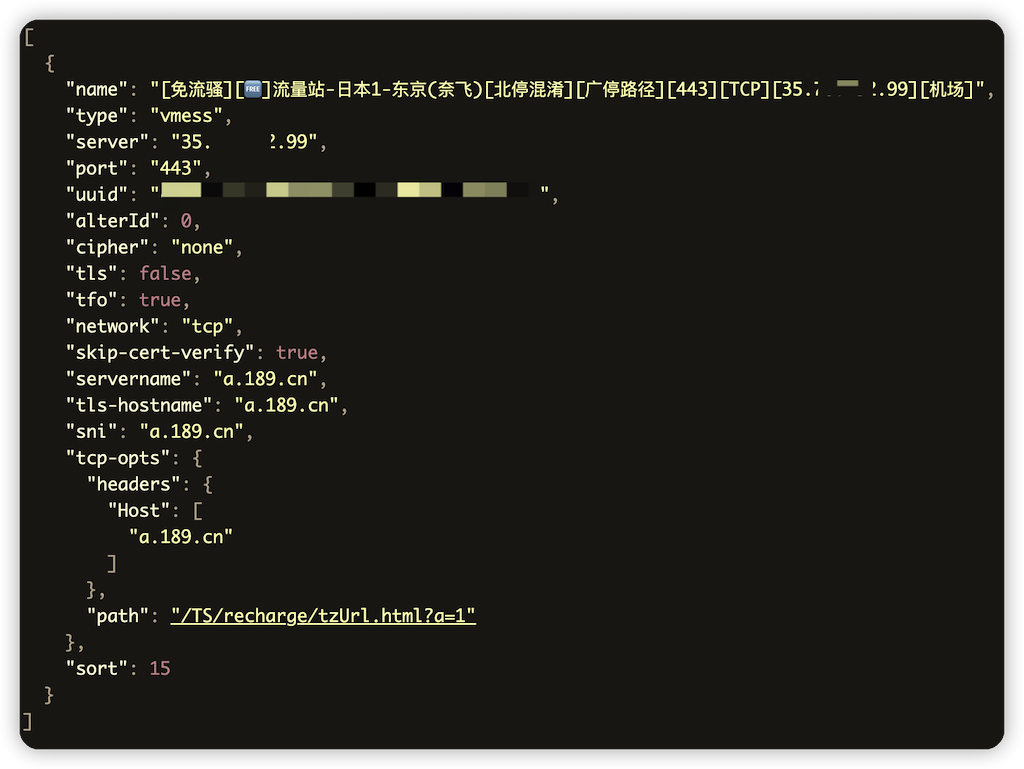 [
  {
    "name": "[免流骚][🆓]流量站-日本1-东京(奈飞)[北停混淆][广停路径][443][TCP][35.7 2.99][机场]",
    "type": "vmess",
    "server": "35. 2.99",
    "port": "443",
    "uuid": " ",
    "alterId": 0,
    "cipher": "none",
    "tls": false,
    "tfo": true,
    "network": "tcp",
    "skip-cert-verify": true,
    "servername": "a.189.cn",
    "tls-hostname": "a.189.cn",
    "sni": "a.189.cn",
    "tcp-opts": {
      "headers": {
        "Host": [
          "a.189.cn"
        ]
      },
      "path": "/TS/recharge/tzUrl.html?a=1"
    },
    "sort": 15
  }
]